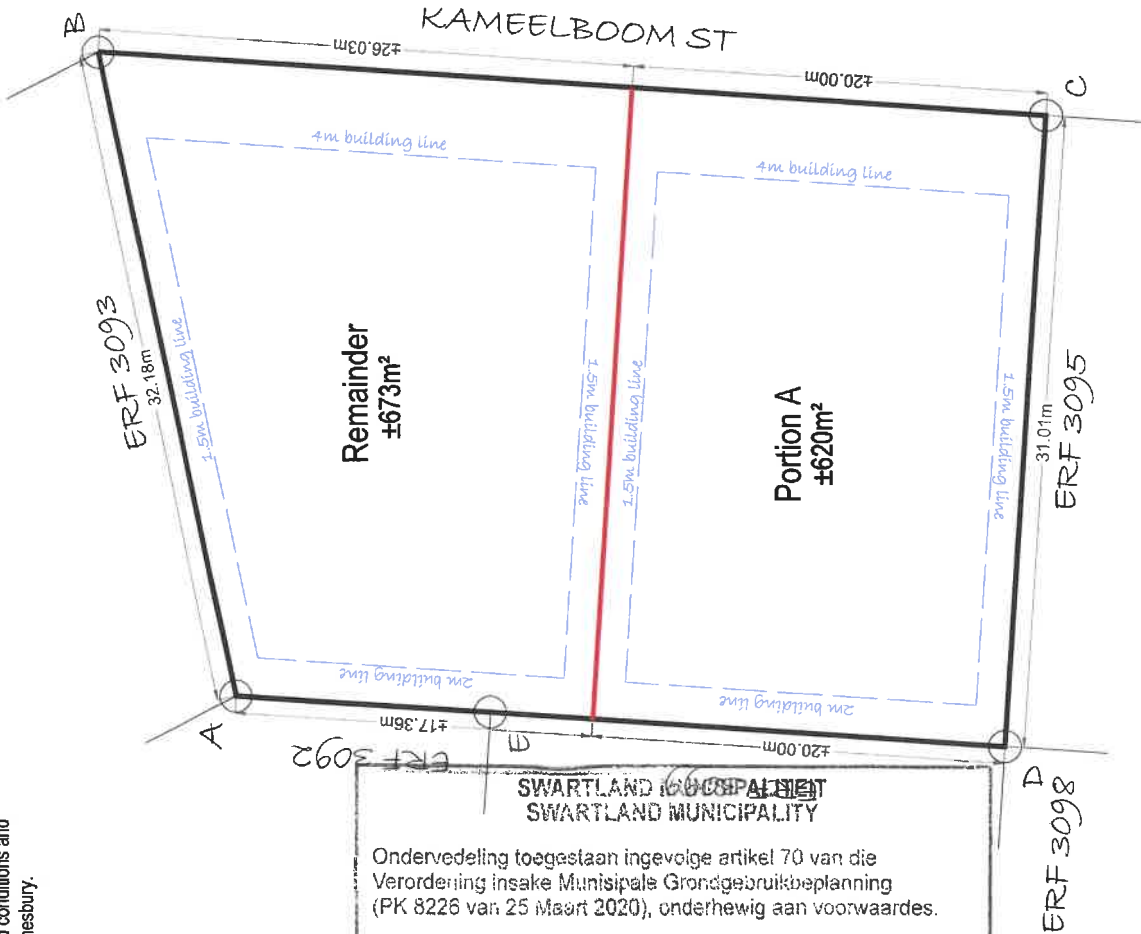 KAMEELBOOM ST
B
±26.03m
±20.00m
C
4m building line
4m building line
ERF 3093
32.18m
1.5m building line
Remainder
±673m²
1.5m building line
1.5m building line
Portion A
±620m²
1.5m building line
31.01m
ERF 3095
2m building line
2m building line
A
±17.36m
E
±20.00m
D
ERF 3092
ERF 3098
conditions and
mesbury.
SWARTLAND
SWARTLAND MUNICIPALITY
Ondervedeling toegestaan ingevolge artikel 70 van die
Verordening insake Munisipale Grondgebruikbeplanning
(PK 8226 van 25 Maart 2020), onderhewig aan voorwaardes.